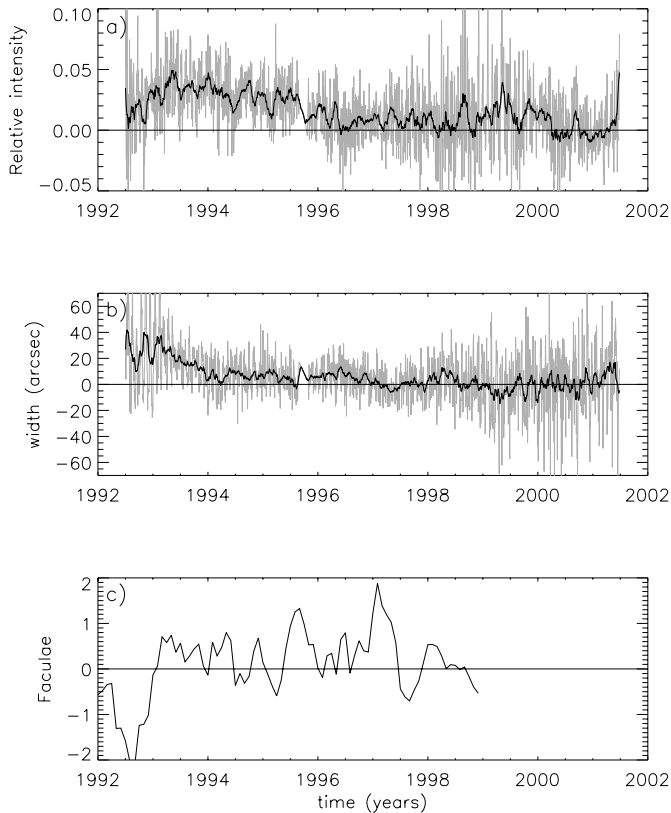 a)
Relative intensity
0.10
0.05
0.00
−0.05
1992 1994 1996 1998 2000 2002
b)
width (arcsec)
60
40
20
0
−20
−40
−60
1992 1994 1996 1998 2000 2002
c)
Faculae
2
1
0
−1
−2
1992 1994 1996 1998 2000 2002
time (years)